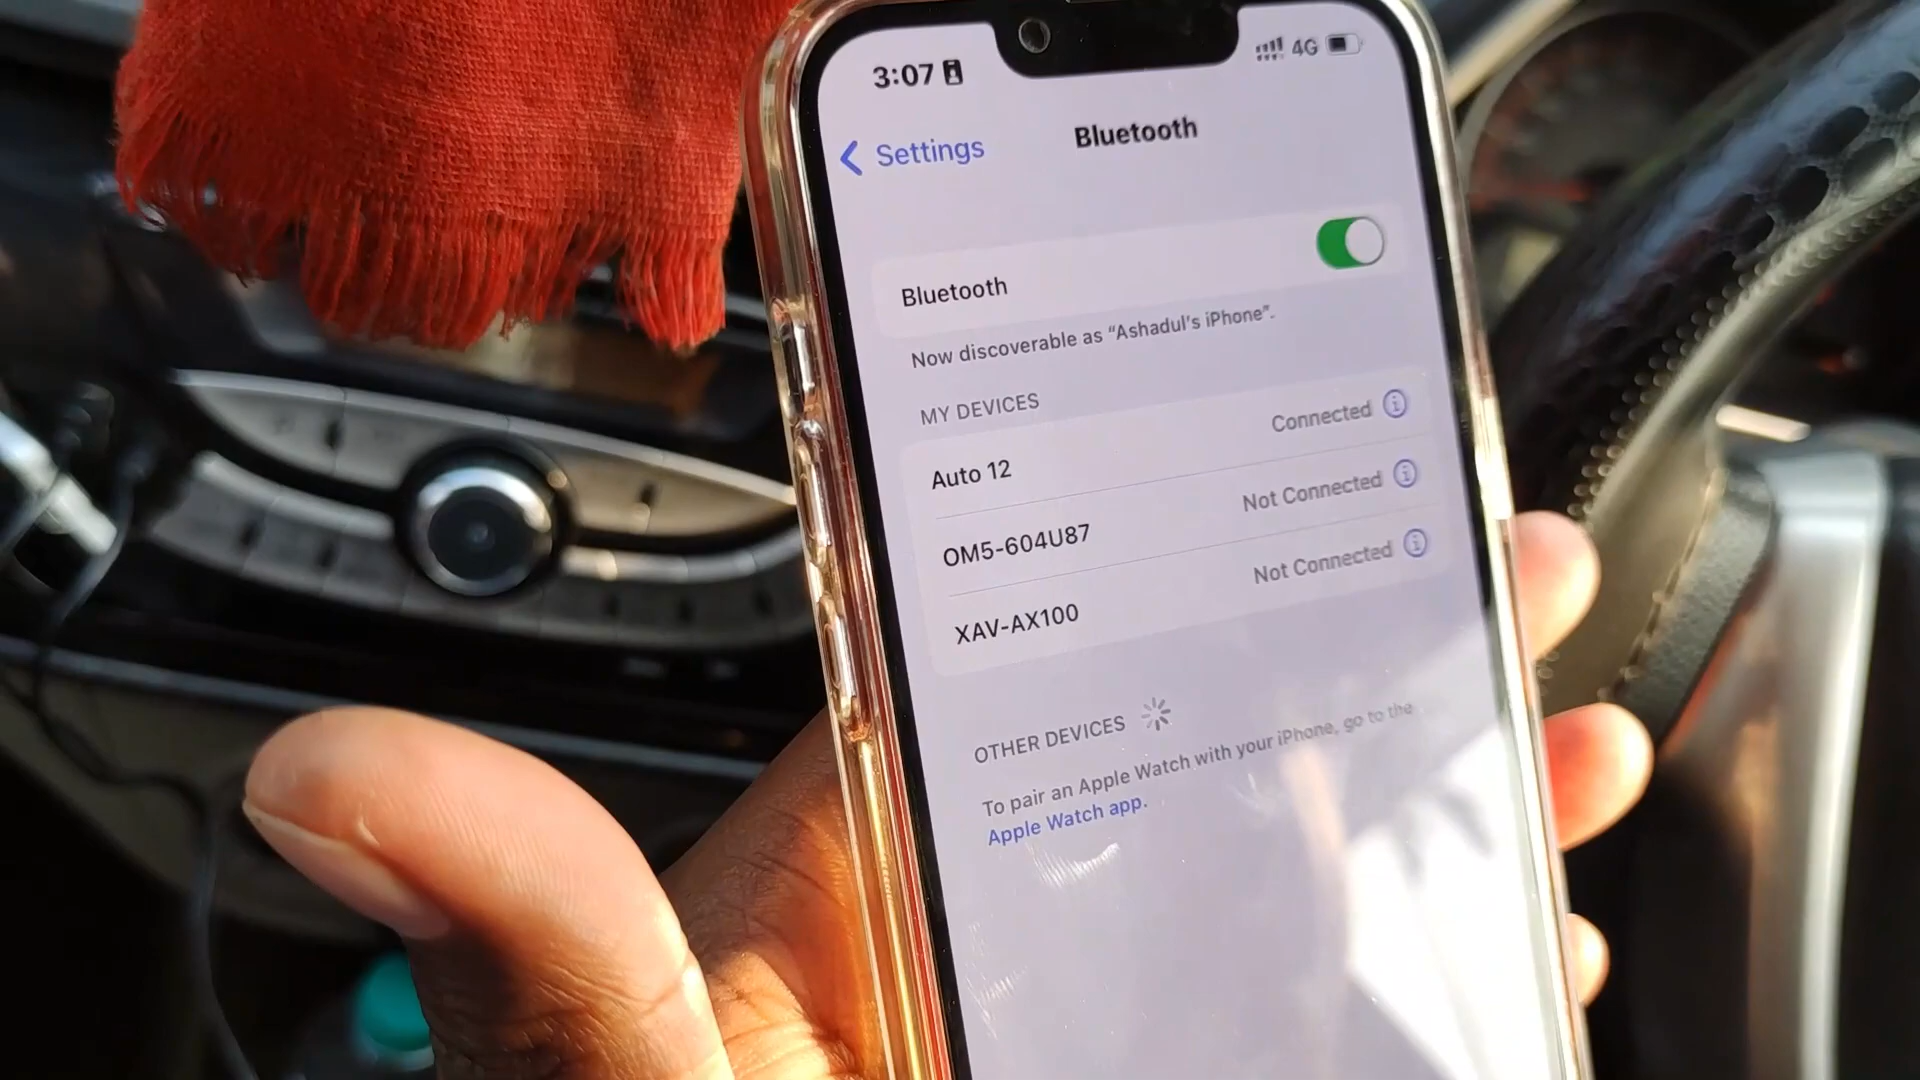 3:07 4G
Settings Bluetooth
Bluetooth
Now discoverable as “Ashadul’s iPhone”.
MY DEVICES
Auto 12 Connected
OM5-604U87 Not Connected
XAV-AX100 Not Connected
OTHER DEVICES
To pair an Apple Watch with your iPhone, go to the
Apple Watch app.